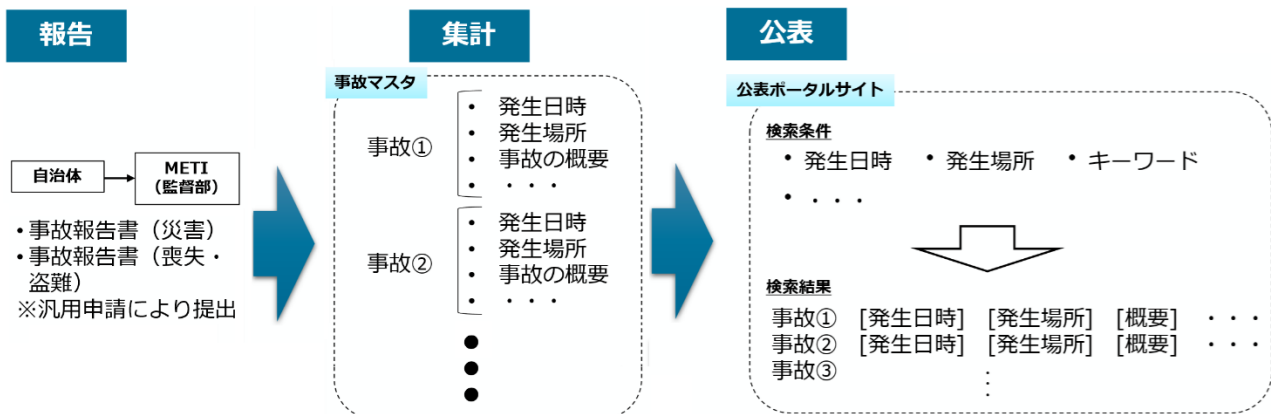 報告
自治体
METI
（監督部）
・事故報告書（災害）
・事故報告書（喪失・
盗難）
※汎用申請により提出
集計
事故マスタ
事故①
・ 発生日時
・ 発生場所
・ 事故の概要
・ ・・・
事故②
・ 発生日時
・ 発生場所
・ 事故の概要
・ ・・・
●
●
●
公表
公表ポータルサイト
検索条件
・ 発生日時 ・ 発生場所 ・ キーワード
・ ・・・
検索結果
事故① [発生日時] [発生場所] [概要] ・・・
事故② [発生日時] [発生場所] [概要] ・・・
事故③
：